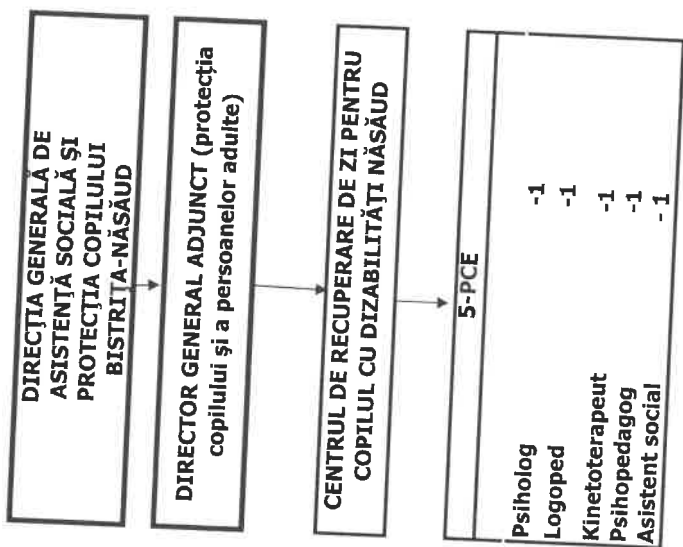 DIRECȚIA GENERALĂ DE
ASISTENȚĂ SOCIALĂ ȘI
PROTECȚIA COPILULUI
BISTRIȚA-NĂSĂUD
DIRECTOR GENERAL ADJUNCT (protecția
copilului și a persoanelor adulte)
CENTRUL DE RECUPERARE DE ZI PENTRU
COPILUL CU DIZABILITĂȚI NĂSĂUD
5-PCE
Psiholog -1
Logoped -1
Kinetoterapeut -1
Psihopedagog -1
Asistent social - 1